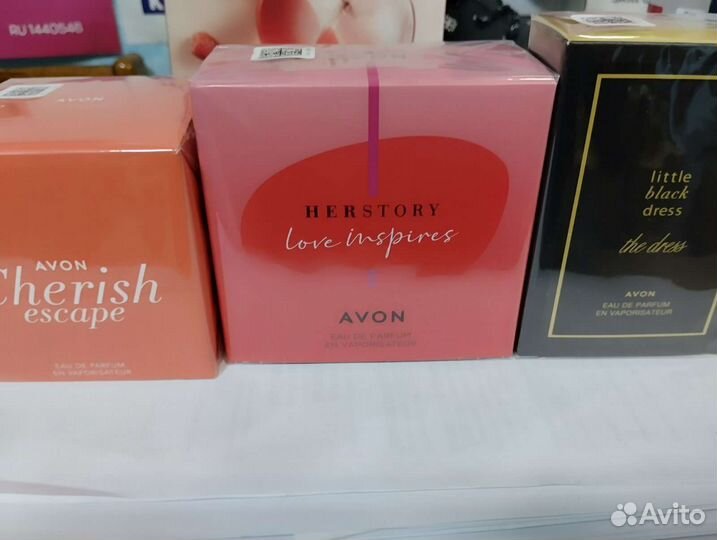 RU 1440545
AVON
AVON
Cherish
escape
EAU DE PARFUM
EN VAPORISATEUR
HERSTORY
love inspires
AVON
EAU DE PARFUM
EN VAPORISATEUR
little
black
dress
the dress
AVON
EAU DE PARFUM
EN VAPORISATEUR
Avito